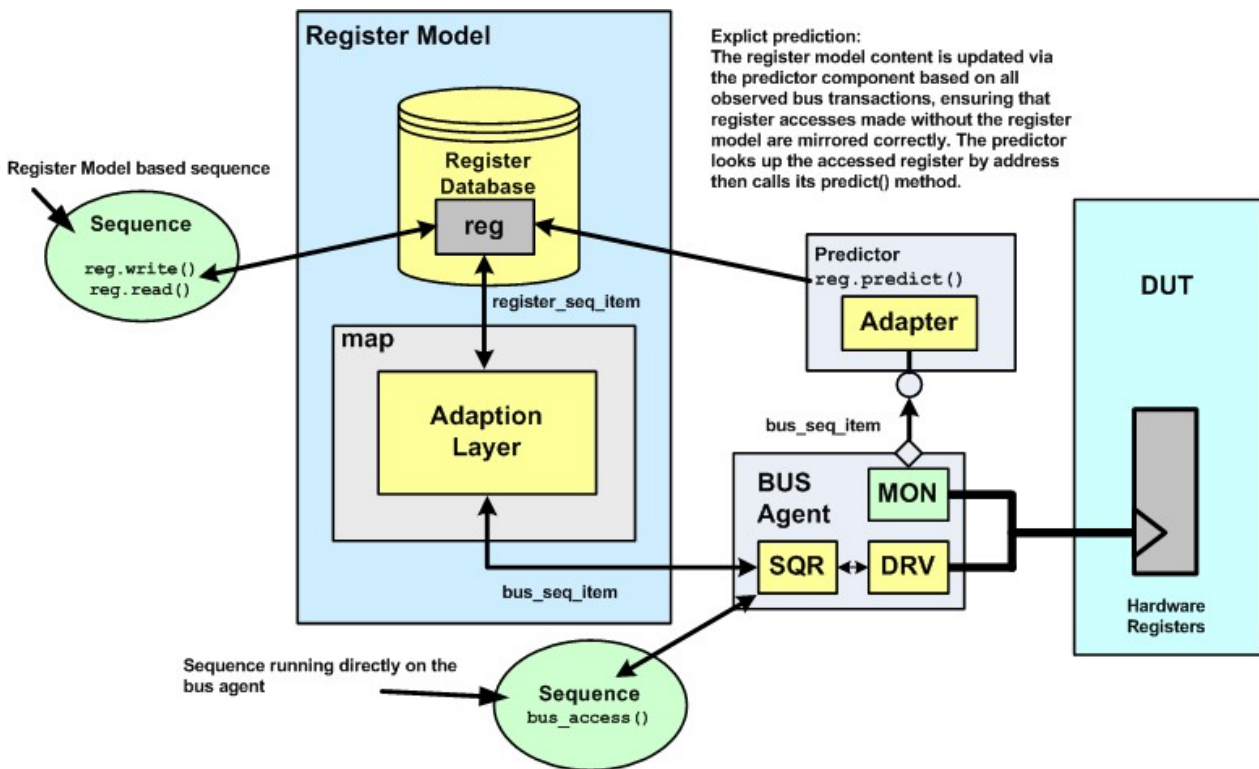 Register Model
Explict prediction:
The register model content is updated via
the predictor component based on all
observed bus transactions, ensuring that
register accesses made without the register
model are mirrored correctly. The predictor
looks up the accessed register by address
then calls its predict() method.
Register Model based sequence
Sequence
reg.write()
reg.read()
Register
Database
reg
register_seq_item
map
Adaption
Layer
bus_seq_item
Predictor
reg.predict()
Adapter
bus_seq_item
BUS
Agent
MON
SQR
DRV
DUT
Hardware
Registers
Sequence running directly on the
bus agent
Sequence
bus_access()